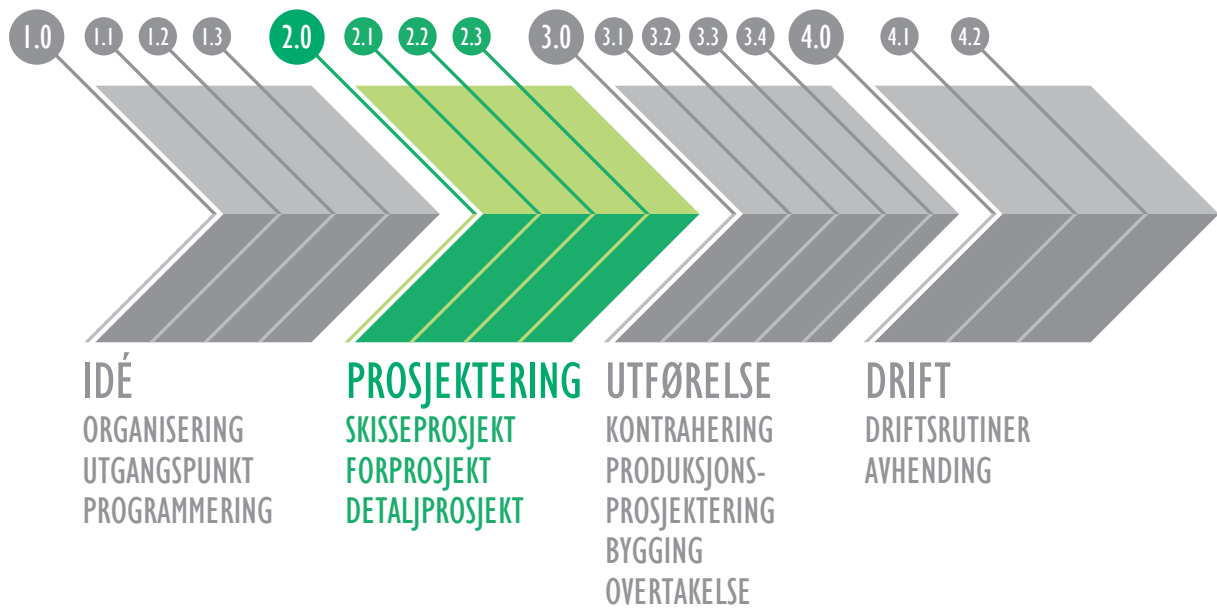 1.0 1.1 1.2 1.3 2.0 2.1 2.2 2.3 3.0 3.1 3.2 3.3 3.4 4.0 4.1 4.2
IDÉ
ORGANISERING
UTGANGSPUNKT
PROGRAMMERING
PROSJEKTERING
SKISSEPROSJEKT
FORPROSJEKT
DETALJPROSJEKT
UTFØRELSE
KONTRAHERING
PRODUKSJONS-
PROSJEKTERING
BYGGING
OVERTAKELSE
DRIFT
DRIFTSRUTINER
AVHENDING